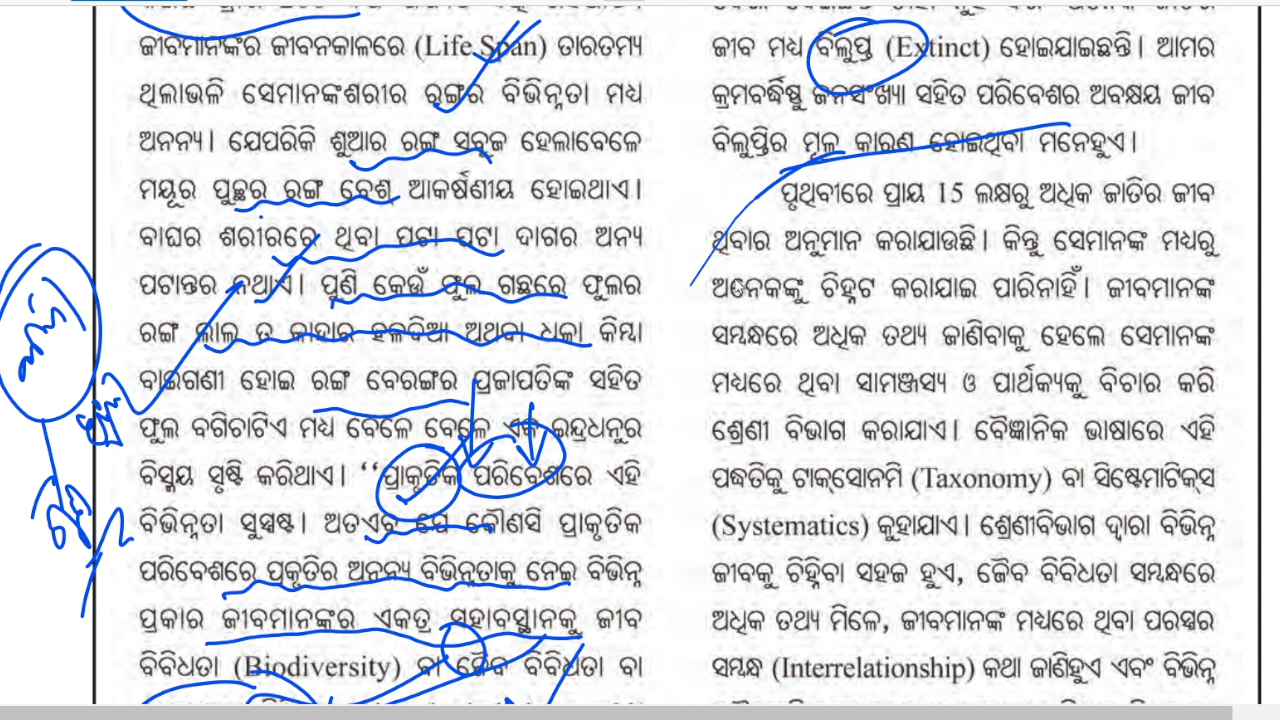 ଜୀବମାନଙ୍କର ଜୀବନକାଳରେ (Life Span) ତାରତମ୍ୟ
ଥିଲାଭଳି ସେମାନଙ୍କଶରୀର ରଙ୍ଗର ବିଭିନ୍ନତା ମଧ୍ୟ
ଅନନ୍ୟ। ଯେପରିକି ଶୁଆର ରଙ୍ଗ ସବୁଜ ହେଲାବେଳେ
ମୟୂର ପୁଚ୍ଛର ରଙ୍ଗ ବେଶ୍ ଆକର୍ଷଣୀୟ ହୋଇଥାଏ।
ବାଘର ଶରୀରରେ ଥିବା ପଟା ପଟା ଦାଗର ଅନ୍ୟ
ପଟାନ୍ତର ନଥାଏ। ପୁଣି କେଉଁ ଫୁଲ ଗଛରେ ଫୁଲର
ରଙ୍ଗ ଲାଲ୍ ତ କାହାର ହଳଦିଆ ଅଥବା ଧଳା କିମ୍ବା
ବାଇଗଣୀ ହୋଇ ରଙ୍ଗ ବେରଙ୍ଗର ପ୍ରଜାପତିଙ୍କ ସହିତ
ଫୁଲ ବଗିଚାଟିଏ ମଧ୍ୟ ବେଳେ ବେଳେ ଏକ ଇନ୍ଦ୍ରଧନୁର
ବିସ୍ମୟ ସୃଷ୍ଟି କରିଥାଏ। ‘‘ପ୍ରାକୃତିକ ପରିବେଶରେ ଏହି
ବିଭିନ୍ନତା ସୁସ୍ପଷ୍ଟ। ଅତଏବ ଯେ କୌଣସି ପ୍ରାକୃତିକ
ପରିବେଶରେ ପ୍ରକୃତିର ଅନନ୍ୟ ବିଭିନ୍ନତାକୁ ନେଇ ବିଭିନ୍ନ
ପ୍ରକାର ଜୀବମାନଙ୍କର ଏକତ୍ର ସହାବସ୍ଥାନକୁ ଜୀବ
ବିବିଧତା (Biodiversity) ବା ଜୈବ ବିବିଧତା ବା
ଜୀବ ମଧ୍ୟ ବିଲୁପ୍ତ (Extinct) ହୋଇଯାଇଛନ୍ତି। ଆମର
କ୍ରମବର୍ଦ୍ଧିଷ୍ଣୁ ଜନସଂଖ୍ୟା ସହିତ ପରିବେଶର ଅବକ୍ଷୟ ଜୀବ
ବିଲୁପ୍ତିର ମୂଳ କାରଣ ହୋଇଥିବା ମନେହୁଏ।
ପୃଥିବୀରେ ପ୍ରାୟ 15 ଲକ୍ଷରୁ ଅଧିକ ଜାତିର ଜୀବ
ଥିବାର ଅନୁମାନ କରାଯାଉଛି। କିନ୍ତୁ ସେମାନଙ୍କ ମଧ୍ୟରୁ
ଅନେକଙ୍କୁ ଚିହ୍ନଟ କରାଯାଇ ପାରିନାହିଁ। ଜୀବମାନଙ୍କ
ସମ୍ବନ୍ଧରେ ଅଧିକ ତଥ୍ୟ ଜାଣିବାକୁ ହେଲେ ସେମାନଙ୍କ
ମଧ୍ୟରେ ଥିବା ସାମଞ୍ଜସ୍ୟ ଓ ପାର୍ଥକ୍ୟକୁ ବିଚାର କରି
ଶ୍ରେଣୀ ବିଭାଗ କରାଯାଏ। ବୈଜ୍ଞାନିକ ଭାଷାରେ ଏହି
ପଦ୍ଧତିକୁ ଟାକ୍ସୋନମି (Taxonomy) ବା ସିଷ୍ଟେମାଟିକ୍ସ
(Systematics) କୁହାଯାଏ। ଶ୍ରେଣୀବିଭାଗ ଦ୍ୱାରା ବିଭିନ୍ନ
ଜୀବକୁ ଚିହ୍ନିବା ସହଜ ହୁଏ, ଜୈବ ବିବିଧତା ସମ୍ବନ୍ଧରେ
ଅଧିକ ତଥ୍ୟ ମିଳେ, ଜୀବମାନଙ୍କ ମଧ୍ୟରେ ଥିବା ପରସ୍ପର
ସମ୍ବନ୍ଧ (Interrelationship) କଥା ଜାଣିହୁଏ ଏବଂ ବିଭିନ୍ନ